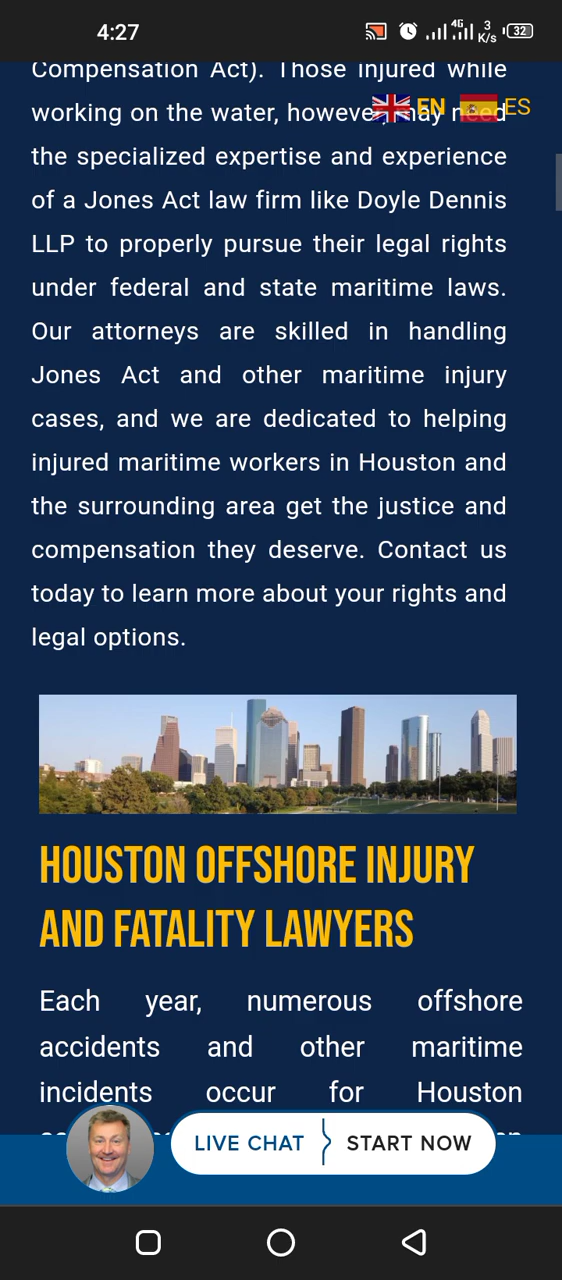 4:27
4G
3
K/s
32
Compensation Act). Those injured while
EN
ES
working on the water, however, may need
the specialized expertise and experience
of a Jones Act law firm like Doyle Dennis
LLP to properly pursue their legal rights
under federal and state maritime laws.
Our attorneys are skilled in handling
Jones Act and other maritime injury
cases, and we are dedicated to helping
injured maritime workers in Houston and
the surrounding area get the justice and
compensation they deserve. Contact us
today to learn more about your rights and
legal options.
HOUSTON OFFSHORE INJURY
AND FATALITY LAWYERS
Each year, numerous offshore
accidents and other maritime
incidents occur for Houston
LIVE CHAT START NOW